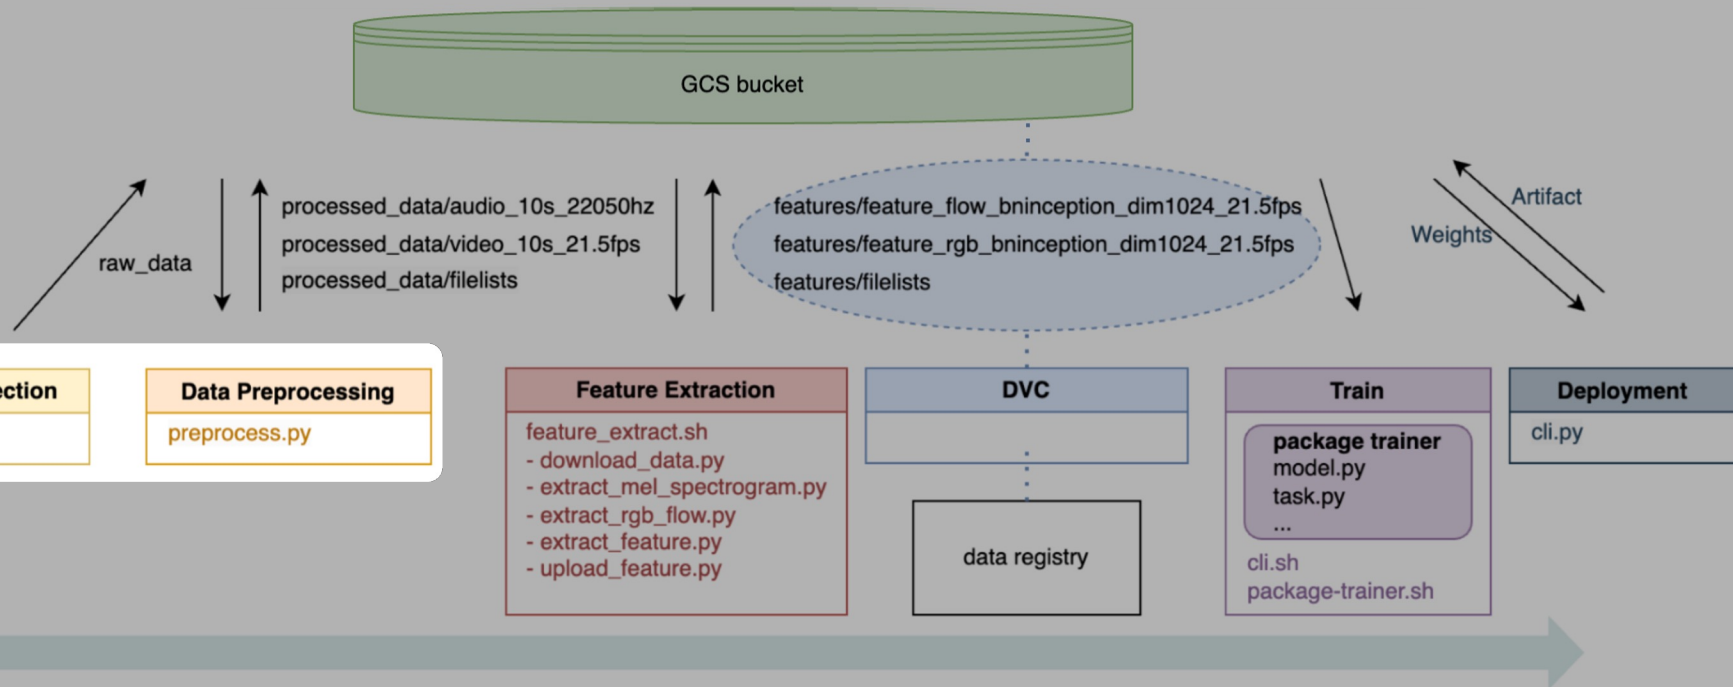 GCS bucket
raw_data
processed_data/audio_10s_22050hz
processed_data/video_10s_21.5fps
processed_data/filelists
features/feature_flow_bninception_dim1024_21.5fps
features/feature_rgb_bninception_dim1024_21.5fps
features/filelists
Artifact
Weights
ection
Data Preprocessing
preprocess.py
Feature Extraction
feature_extract.sh
- download_data.py
- extract_mel_spectrogram.py
- extract_rgb_flow.py
- extract_feature.py
- upload_feature.py
DVC
data registry
Train
package trainer
model.py
task.py
...
cli.sh
package-trainer.sh
Deployment
cli.py